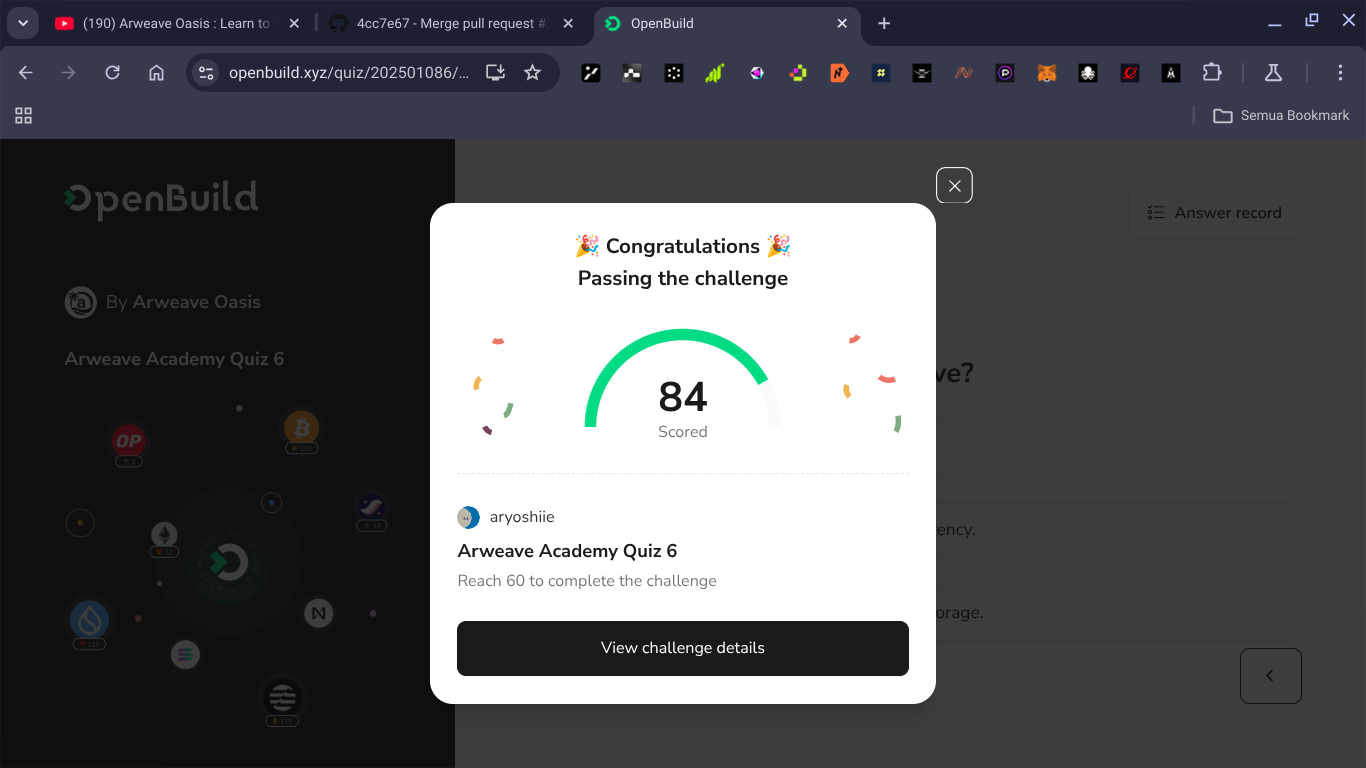 (190) Arweave Oasis : Learn to
4cc7e67 - Merge pull request #
OpenBuild
openbuild.xyz/quiz/202501086/...
Semua Bookmark
OpenBuild
Answer record
By Arweave Oasis
Arweave Academy Quiz 6
🎉 Congratulations 🎉
Passing the challenge
84
Scored
aryoshiie
Arweave Academy Quiz 6
Reach 60 to complete the challenge
View challenge details
ve?
ency.
orage.
OP
2
115